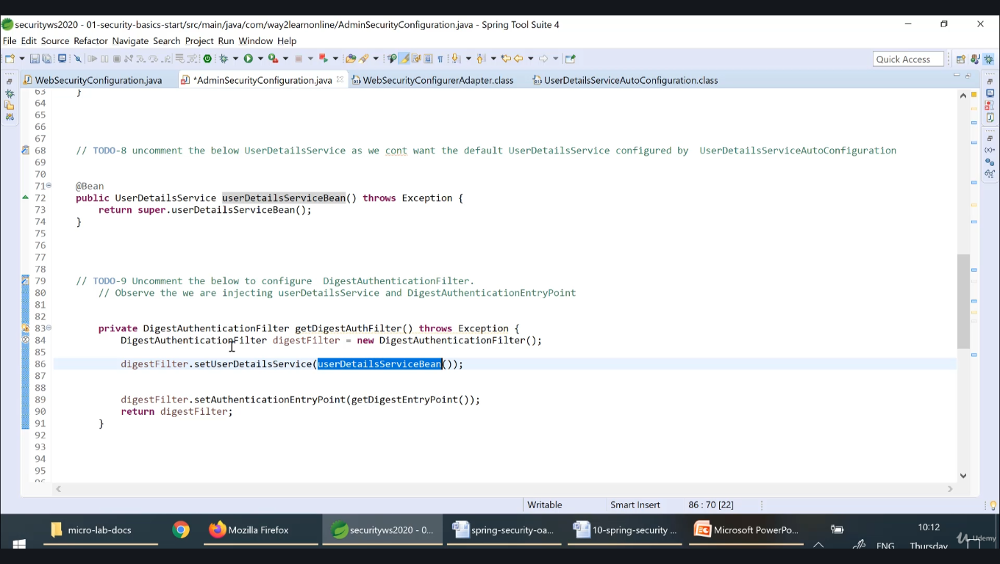 securityws2020 - 01-security-basics-start/src/main/java/com/way2learnonline/AdminSecurityConfiguration.java - Spring Tool Suite 4
File Edit Source Refactor Navigate Search Project Run Window Help
Quick Access
WebSecurityConfiguration.java *AdminSecurityConfiguration.java WebSecurityConfigurerAdapter.class UserDetailsServiceAutoConfiguration.class
63 }
64
65
66
67
68 // TODO-8 uncomment the below UserDetailsService as we cont want the default UserDetailsService configured by  UserDetailsServiceAutoConfiguration
69
70
71 @Bean
72 public UserDetailsService userDetailsServiceBean() throws Exception {
73 return super.userDetailsServiceBean();
74 }
75
76
77
78
79 // TODO-9 Uncomment the below to configure  DigestAuthenticationFilter.
80 // Observe the we are injecting userDetailsService and DigestAuthenticationEntryPoint
81
82
83 private DigestAuthenticationFilter getDigestAuthFilter() throws Exception {
84 DigestAuthenticationFilter digestFilter = new DigestAuthenticationFilter();
85
86 digestFilter.setUserDetailsService(userDetailsServiceBean());
87
88
89 digestFilter.setAuthenticationEntryPoint(getDigestEntryPoint());
90 return digestFilter;
91 }
92
93
94
95
96
Writable Smart Insert 86 : 70 [22]
micro-lab-docs Mozilla Firefox securityws2020 - 0... spring-security-oa... 10-spring-security ... Microsoft PowerPo... 10:12
ENG Thursday
Udemy